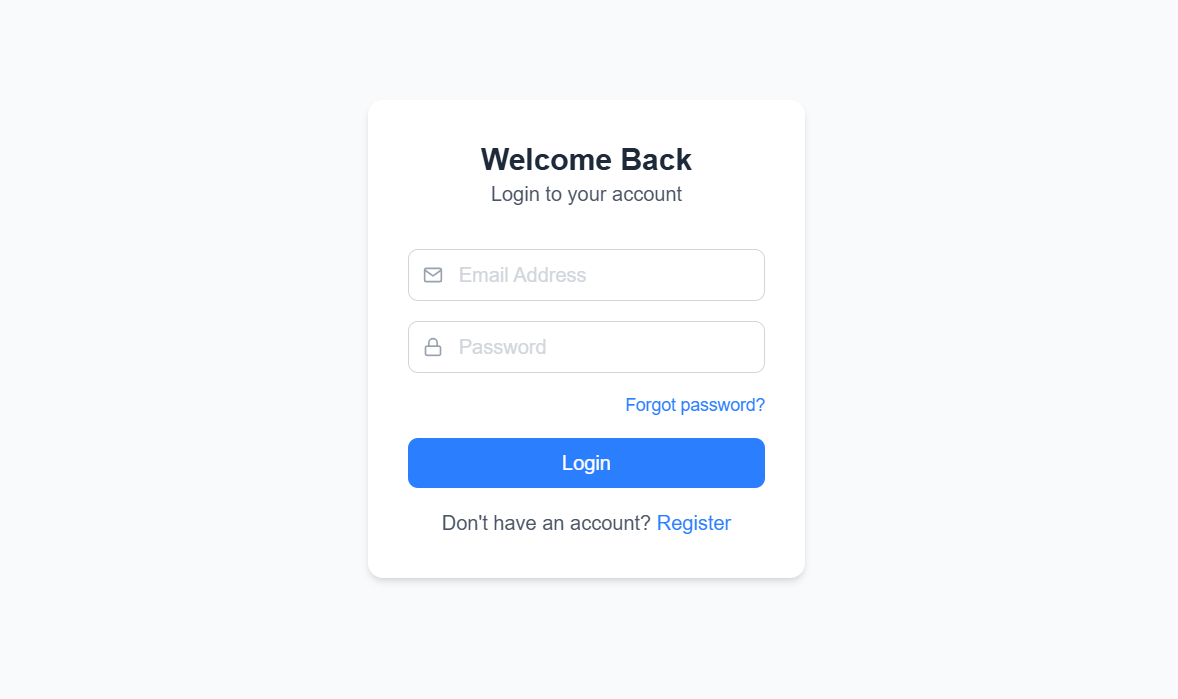 Welcome Back
Login to your account
Email Address
Password
Forgot password?
Login
Don't have an account? Register